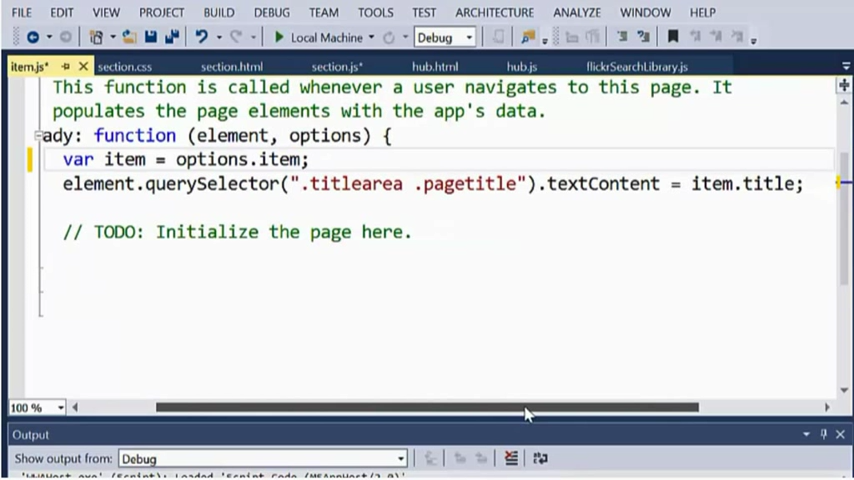 FILE EDIT VIEW PROJECT BUILD DEBUG TEAM TOOLS TEST ARCHITECTURE ANALYZE WINDOW HELP
Local Machine Debug
item.js* section.css section.html section.js* hub.html hub.js flickrSearchLibrary.js
This function is called whenever a user navigates to this page. It
populates the page elements with the app's data.
ady: function (element, options) {
var item = options.item;
element.querySelector(".titlearea .pagetitle").textContent = item.title;
// TODO: Initialize the page here.
100 %
Output
Show output from: Debug